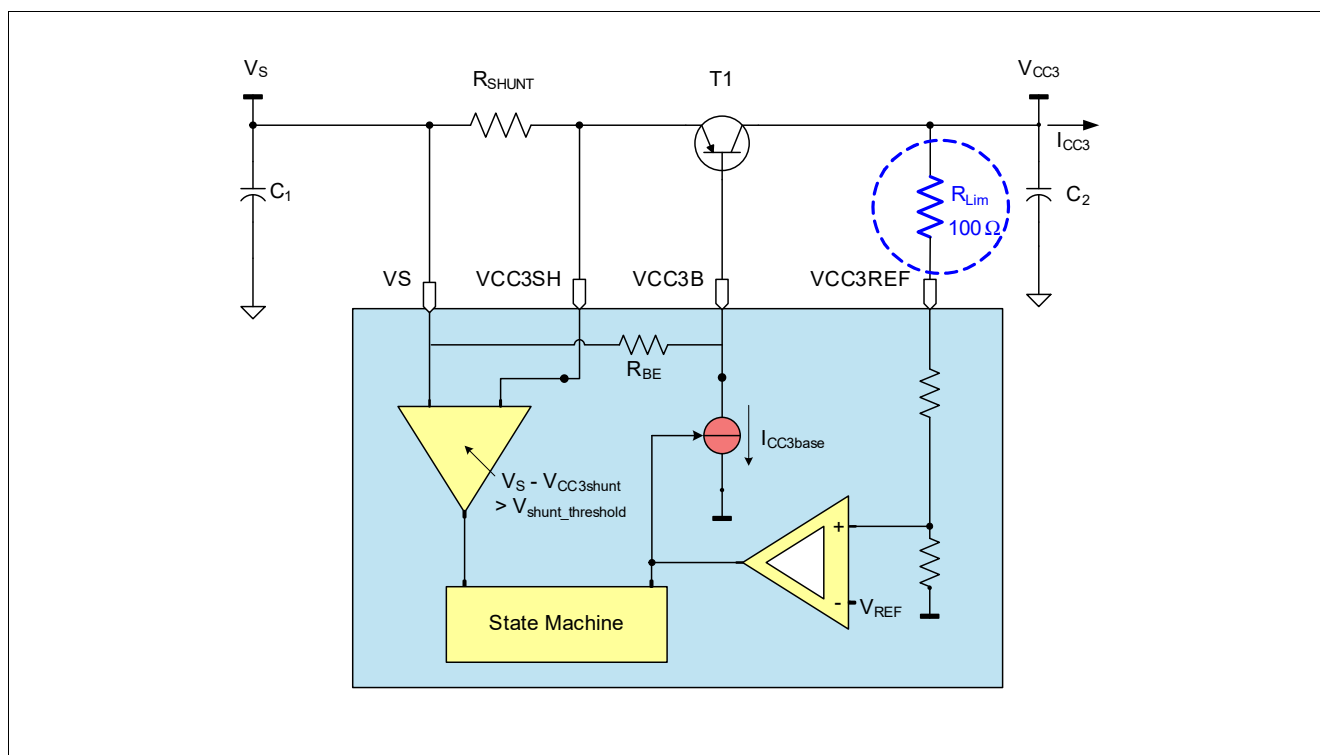 VS RSHUNT T1 VCC3
ICC3
C1 RLim C2
100 Ω
VS VCC3SH VCC3B VCC3REF
RBE
ICC3base
VS - VCC3shunt
> Vshunt_threshold
+
- VREF
State Machine